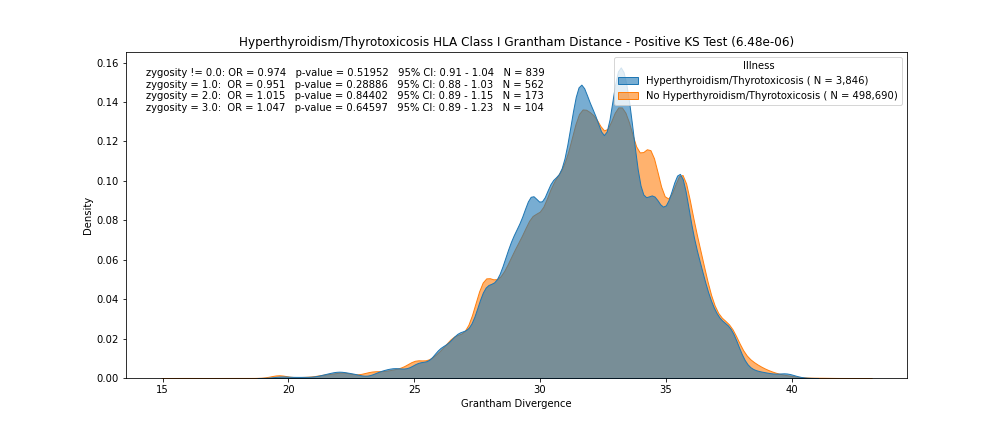 Hyperthyroidism/Thyrotoxicosis HLA Class I Grantham Distance - Positive KS Test (6.48e-06)
zygosity != 0.0: OR = 0.974 p-value = 0.51952 95% CI: 0.91 - 1.04 N = 839
zygosity = 1.0: OR = 0.951 p-value = 0.28886 95% CI: 0.88 - 1.03 N = 562
zygosity = 2.0: OR = 1.015 p-value = 0.84402 95% CI: 0.89 - 1.15 N = 173
zygosity = 3.0: OR = 1.047 p-value = 0.64597 95% CI: 0.89 - 1.23 N = 104
Illness
Hyperthyroidism/Thyrotoxicosis ( N = 3,846)
No Hyperthyroidism/Thyrotoxicosis ( N = 498,690)
Density
0.16
0.14
0.12
0.10
0.08
0.06
0.04
0.02
0.00
15 20 25 30 35 40
Grantham Divergence